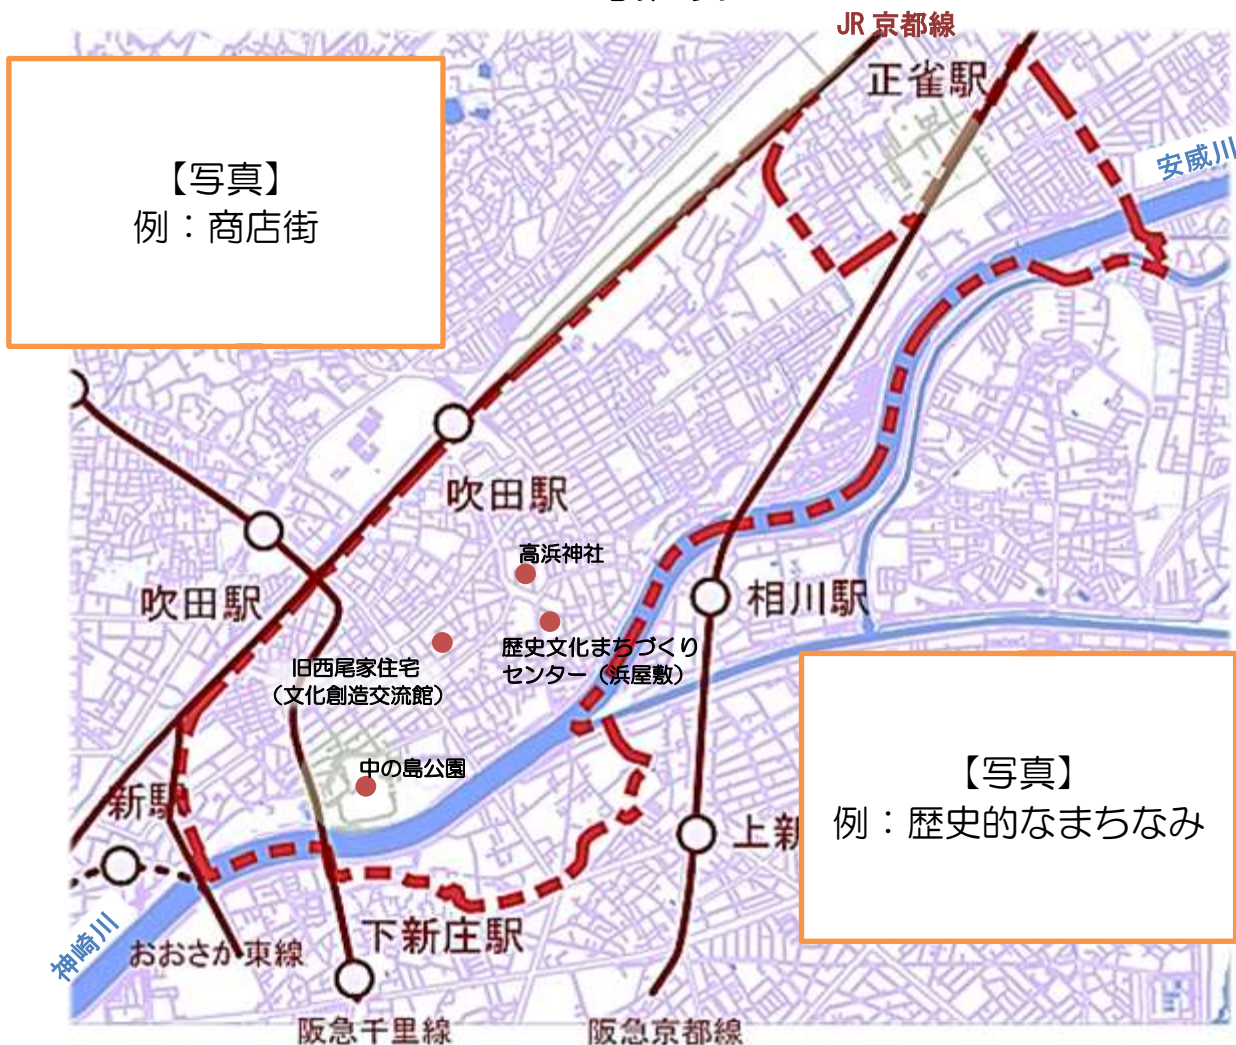 JR 京都線
正雀駅
安威川
【写真】
例：商店街
吹田駅
高浜神社
吹田駅
相川駅
歴史文化まちづくり
センター（浜屋敷）
旧西尾家住宅
（文化創造交流館）
中の島公園
新駅
上新
【写真】
例：歴史的なまちなみ
下新庄駅
神崎川
おおさか東線
阪急千里線
阪急京都線